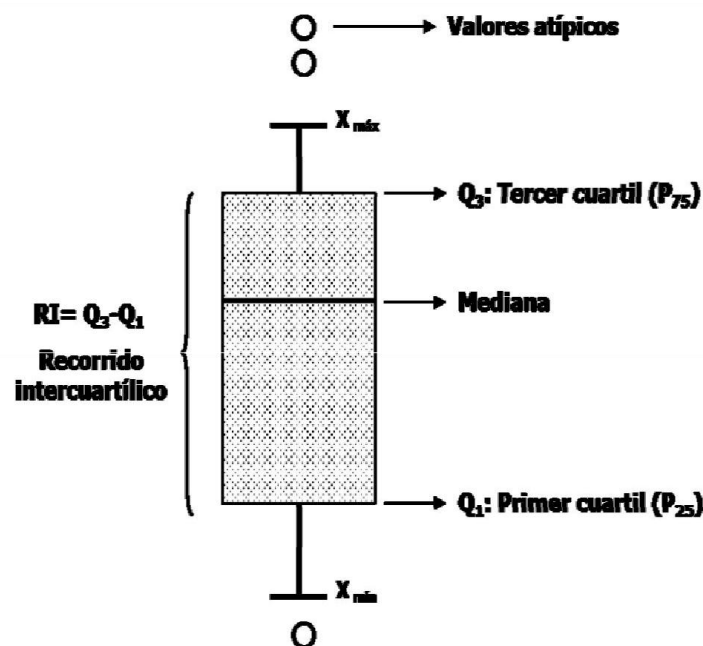 Valores atípicos
X máx
Q3: Tercer cuartil (P75)
Mediana
RI= Q3-Q1
Recorrido
intercuartílico
Q1: Primer cuartil (P25)
X mín